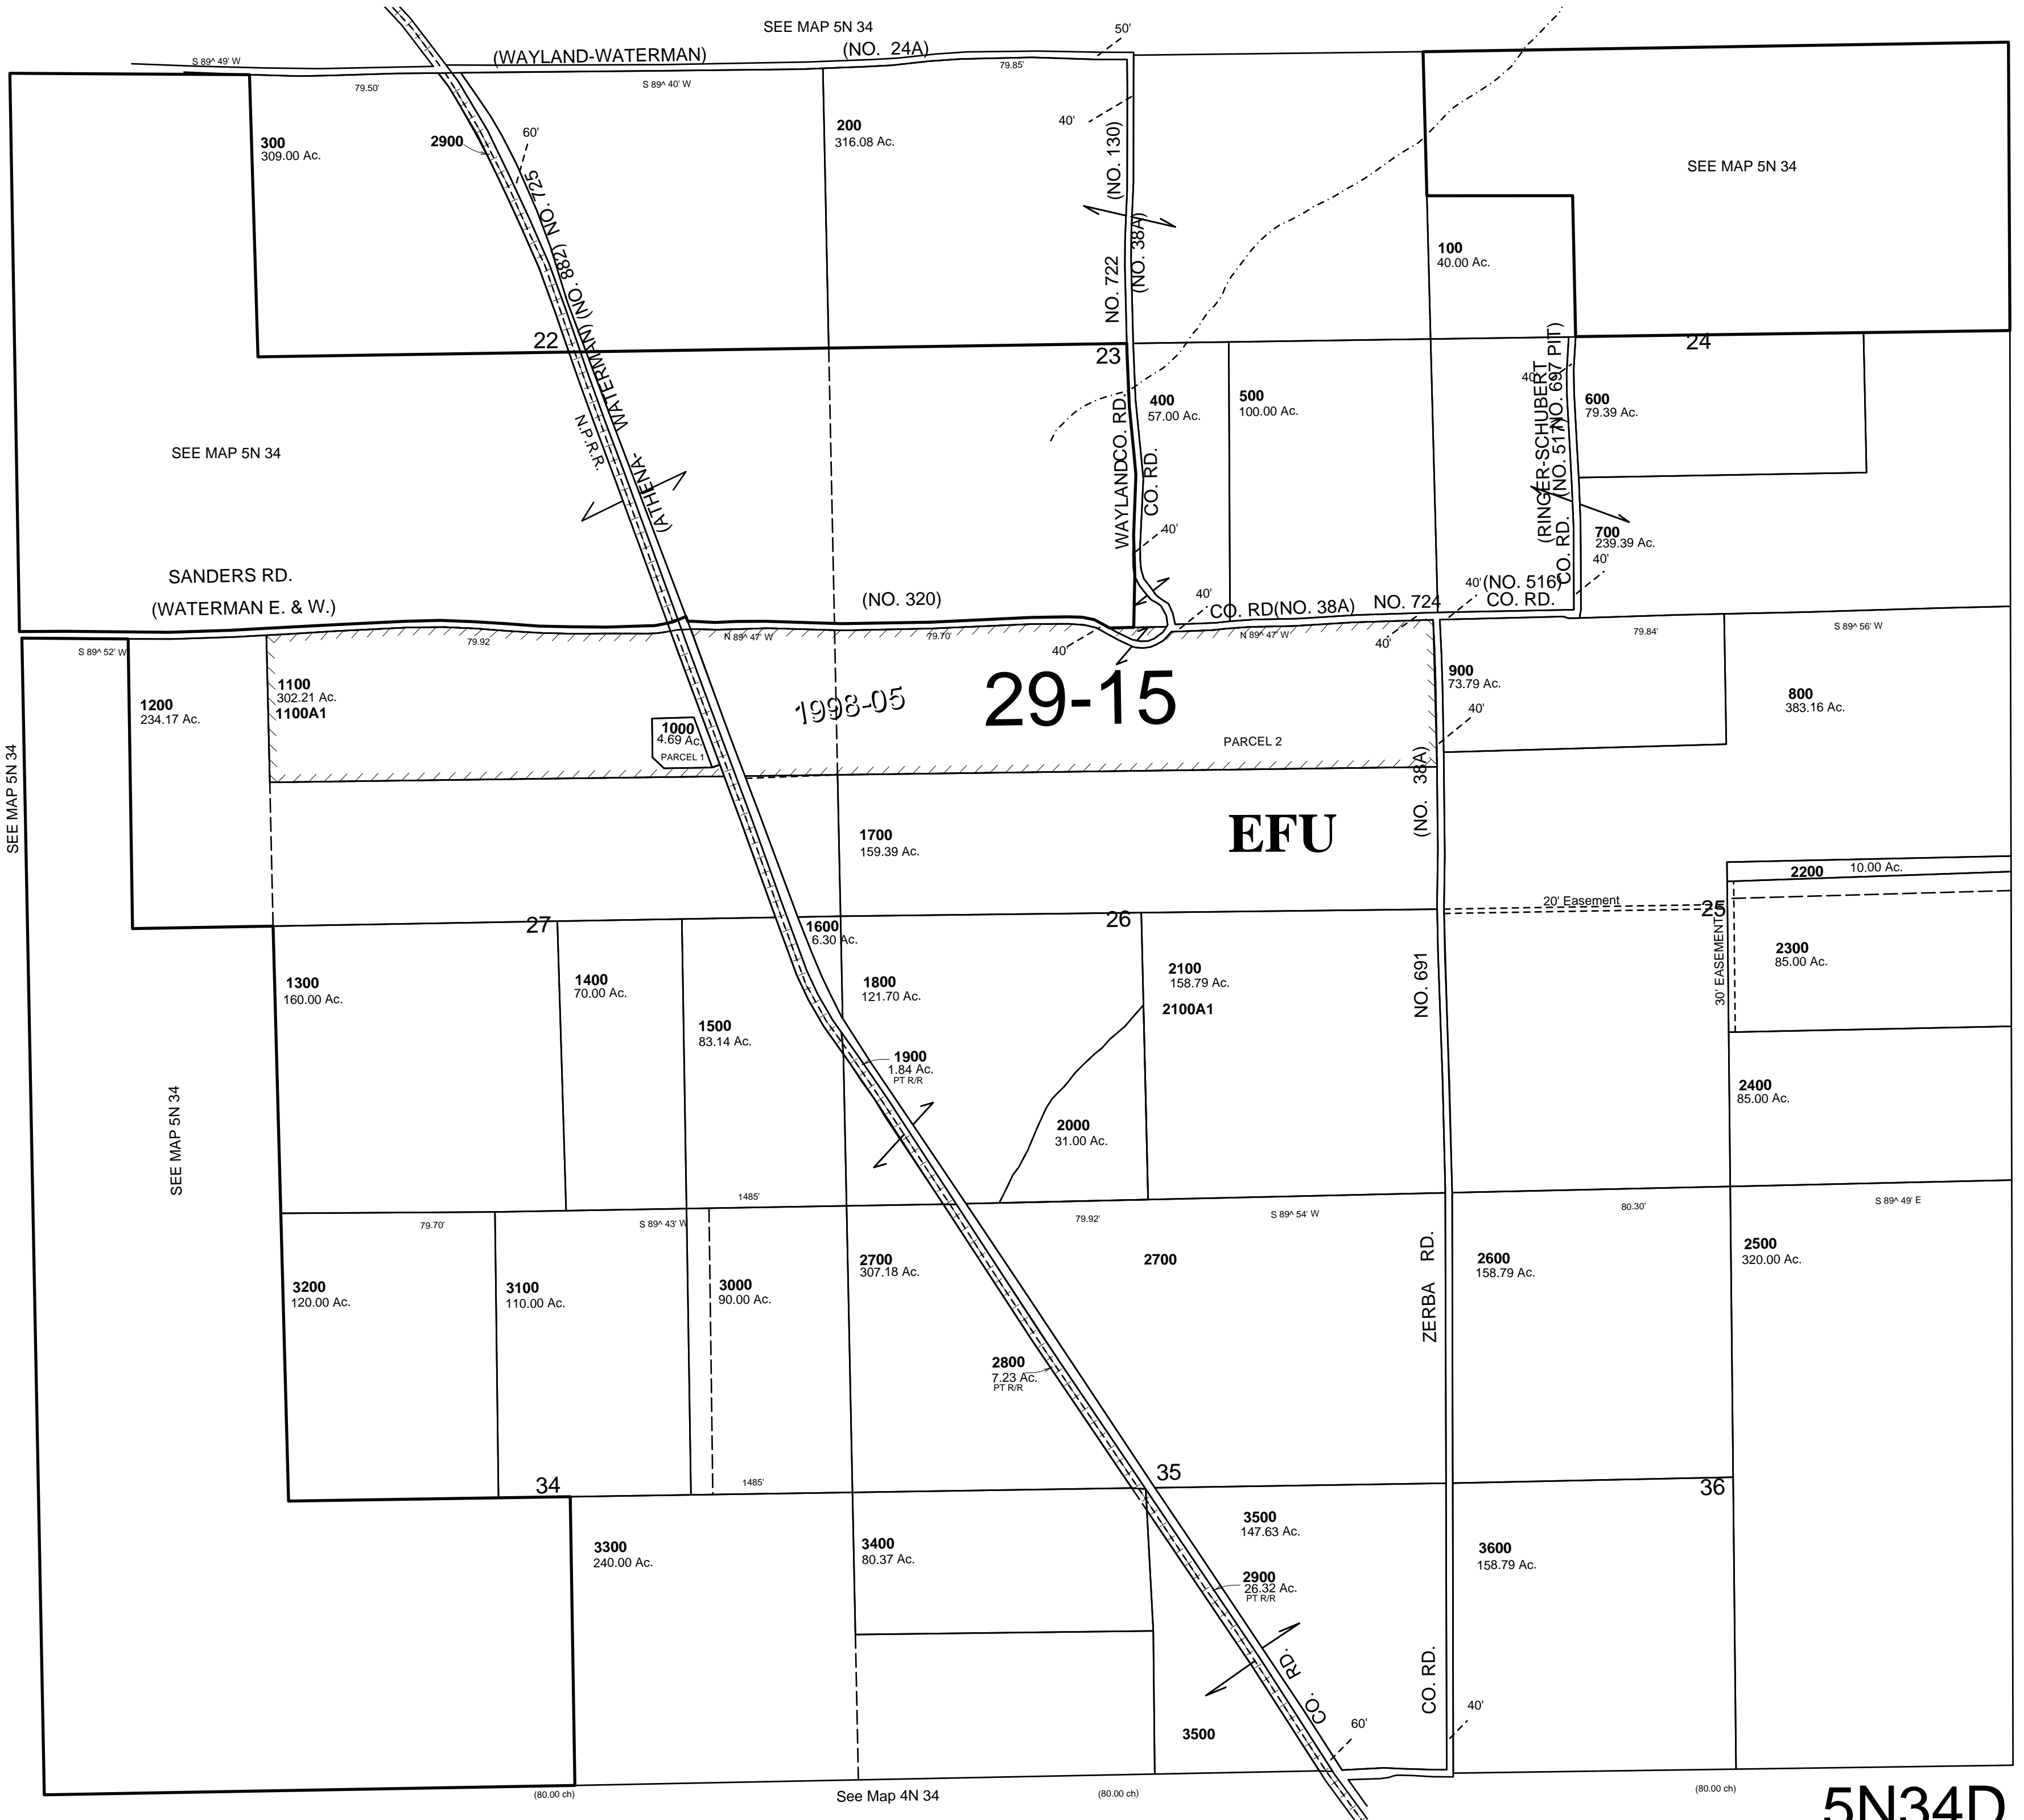 SEE MAP 5N 34
50'
(WAYLAND-WATERMAN)
(NO. 24A)
S 89^ 49' W
79.50'
S 89^ 40' W
79.85'
300
309.00 Ac.
2900
60'
200
316.08 Ac.
40'
(NO. 130)
NO. 722
(NO. 38A)
SEE MAP 5N 34
100
40.00 Ac.
(ATHENA-
WATERMAN) (NO. 882) NO. 725
N.P.R.R.
22
23
24
SEE MAP 5N 34
WAYLAND
CO. RD.
CO. RD.
400
57.00 Ac.
500
100.00 Ac.
40'
(RINGER-SCHUBERT
CO. RD. (NO. 517)
NO. 697 PIT)
600
79.39 Ac.
700
239.39 Ac.
40'
40'
SANDERS RD.
(WATERMAN E. & W.)
(NO. 320)
40'
CO. RD
(NO. 38A)
NO. 724
40'
(NO. 516)
CO. RD.
S 89^ 52' W
79.92
N 89^ 47' W
79.70'
40'
N 89^ 47' W
40'
79.84'
S 89^ 56' W
1200
234.17 Ac.
1100
302.21 Ac.
1100A1
1998-05
29-15
900
73.79 Ac.
40'
800
383.16 Ac.
1000
4.69 Ac.
PARCEL 1
PARCEL 2
SEE MAP 5N 34
(NO. 38A)
1700
159.39 Ac.
EFU
2200
10.00 Ac.
20' Easement
25
27
1600
6.30 Ac.
26
30' EASEMENT
2300
85.00 Ac.
1300
160.00 Ac.
1400
70.00 Ac.
1500
83.14 Ac.
1800
121.70 Ac.
2100
158.79 Ac.
2100A1
NO. 691
1900
1.84 Ac.
PT R/R
2400
85.00 Ac.
2000
31.00 Ac.
SEE MAP 5N 34
1485'
79.70'
S 89^ 43' W
79.92'
S 89^ 54' W
80.30'
S 89^ 49' E
3200
120.00 Ac.
3100
110.00 Ac.
3000
90.00 Ac.
2700
307.18 Ac.
2700
ZERBA RD.
2600
158.79 Ac.
2500
320.00 Ac.
2800
7.23 Ac.
PT R/R
34
1485'
35
36
3300
240.00 Ac.
3400
80.37 Ac.
3500
147.63 Ac.
3600
158.79 Ac.
2900
26.32 Ac.
PT R/R
CO. RD.
CO. RD.
3500
60'
40'
(80.00 ch)
See Map 4N 34
(80.00 ch)
(80.00 ch)
5N34D